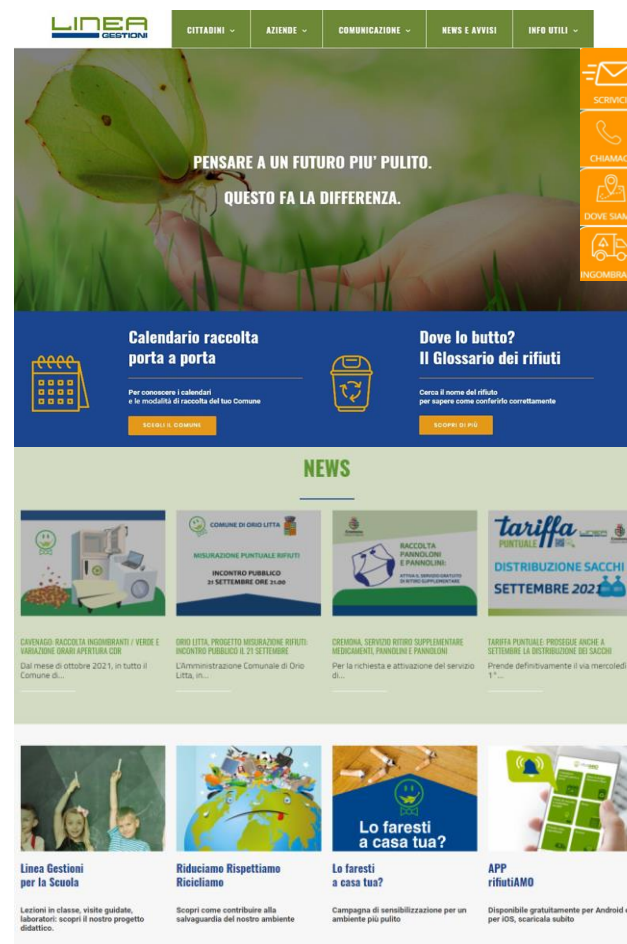 LINEA
GESTIONI
CITTADINI
AZIENDE
COMUNICAZIONE
NEWS E AVVISI
INFO UTILI
SCRIVICI
CHIAMAC
DOVE SIAM
INGOMBRA
PENSARE A UN FUTURO PIU' PULITO.
QUESTO FA LA DIFFERENZA.
Calendario raccolta
porta a porta
Per conoscere i calendari
e le modalità di raccolta del tuo Comune
SCEGLI IL COMUNE
Dove lo butto?
Il Glossario dei rifiuti
Cerca il nome del rifiuto
per sapere come conferirlo correttamente
SCOPRI DI PIÙ
NEWS
CAVENAGO: RACCOLTA INGOMBRANTI / VERDE E
VARIAZIONE ORARI APERTURA CDR
Dal mese di ottobre 2021, in tutto il
Comune di...
COMUNE DI ORIO LITTA
MISURAZIONE PUNTUALE RIFIUTI
INCONTRO PUBBLICO
21 SETTEMBRE ORE 21.00
ORIO LITTA, PROGETTO MISURAZIONE RIFIUTI:
INCONTRO PUBBLICO IL 21 SETTEMBRE
L'Amministrazione Comunale di Orio
Litta, in...
RACCOLTA
PANNOLONI
E PANNOLINI:
ATTIVA IL SERVIZIO GRATUITO
DI RITIRO SUPPLEMENTARE
CREMONA, SERVIZIO RITIRO SUPPLEMENTARE
MEDICAMENTI, PANNOLINI E PANNOLONI
Per la richiesta e attivazione del servizio
di...
tariffa
PUNTUALE
DISTRIBUZIONE SACCHI
SETTEMBRE 2021
TARIFFA PUNTUALE: PROSEGUE ANCHE A
SETTEMBRE LA DISTRIBUZIONE DEI SACCHI
Prende definitivamente il via mercoledì
1°...
Linea Gestioni
per la Scuola
Lezioni in classe, visite guidate,
laboratori: scopri il nostro progetto
didattico.
Riduciamo Rispettiamo
Ricicliamo
Scopri come contribuire alla
salvaguardia del nostro ambiente
Lo faresti
a casa tua?
Lo faresti
a casa tua?
Campagna di sensibilizzazione per un
ambiente più pulito
APP
rifiutiAMO
Disponibile gratuitamente per Android e
per iOS, scaricala subito